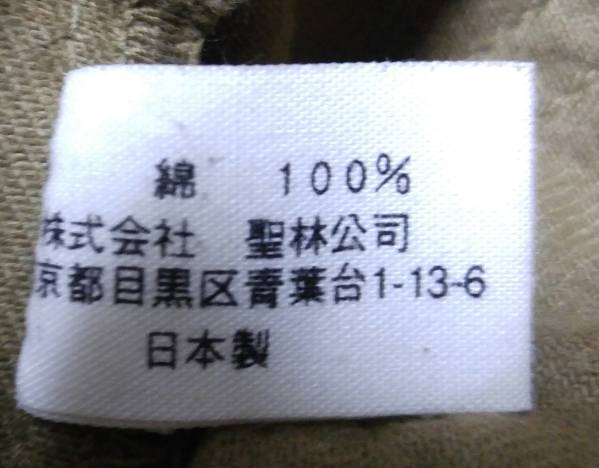 綿 100%
株式会社 聖林公司
京都目黒区青葉台1-13-6
日本製